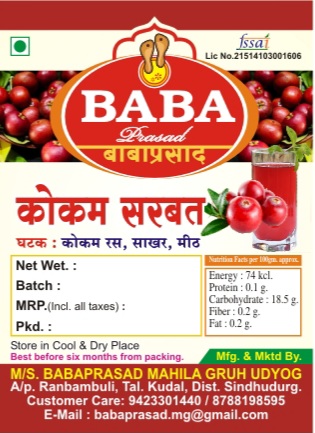 fssai
Lic No.21514103001606
BABA
Prasad
बाबाप्रसाद
कोकम सरबत
घटक : कोकम रस, साखर, मीठ
Net Wet. :
Batch :
MRP.(Incl. all taxes) :
Pkd. :
Nutrition Facts per 100gm. approx.
Energy : 74 kcl.
Protein : 0.1 g.
Carbohydrate : 18.5 g.
Fiber : 0.2 g.
Fat : 0.2 g.
Store in Cool & Dry Place
Best before six months from packing.
Mfg. & Mktd By.
M/S. BABAPRASAD MAHILA GRUH UDYOG
A/p. Ranbambuli, Tal. Kudal, Dist. Sindhudurg.
Customer Care: 9423301440 / 8788198595
E-Mail : babaprasad.mg@gmail.com